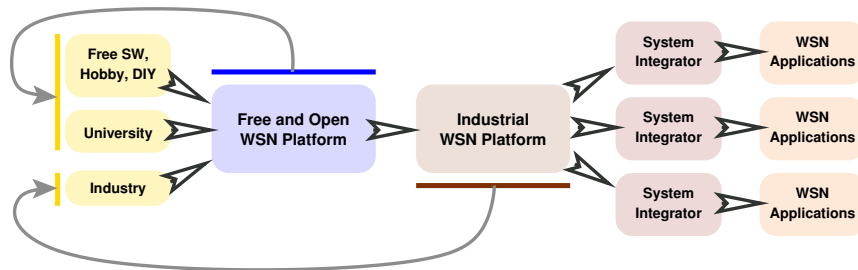 Free SW,
Hobby, DIY
University
Industry
Free and Open
WSN Platform
Industrial
WSN Platform
System
Integrator
WSN
Applications
System
Integrator
WSN
Applications
System
Integrator
WSN
Applications